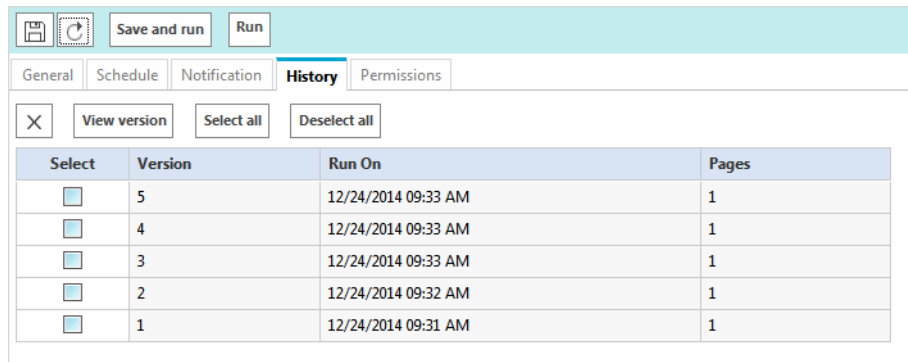 Save and run Run
General Schedule Notification History Permissions
View version Select all Deselect all
Select Version Run On Pages
5 12/24/2014 09:33 AM 1
4 12/24/2014 09:33 AM 1
3 12/24/2014 09:33 AM 1
2 12/24/2014 09:32 AM 1
1 12/24/2014 09:31 AM 1